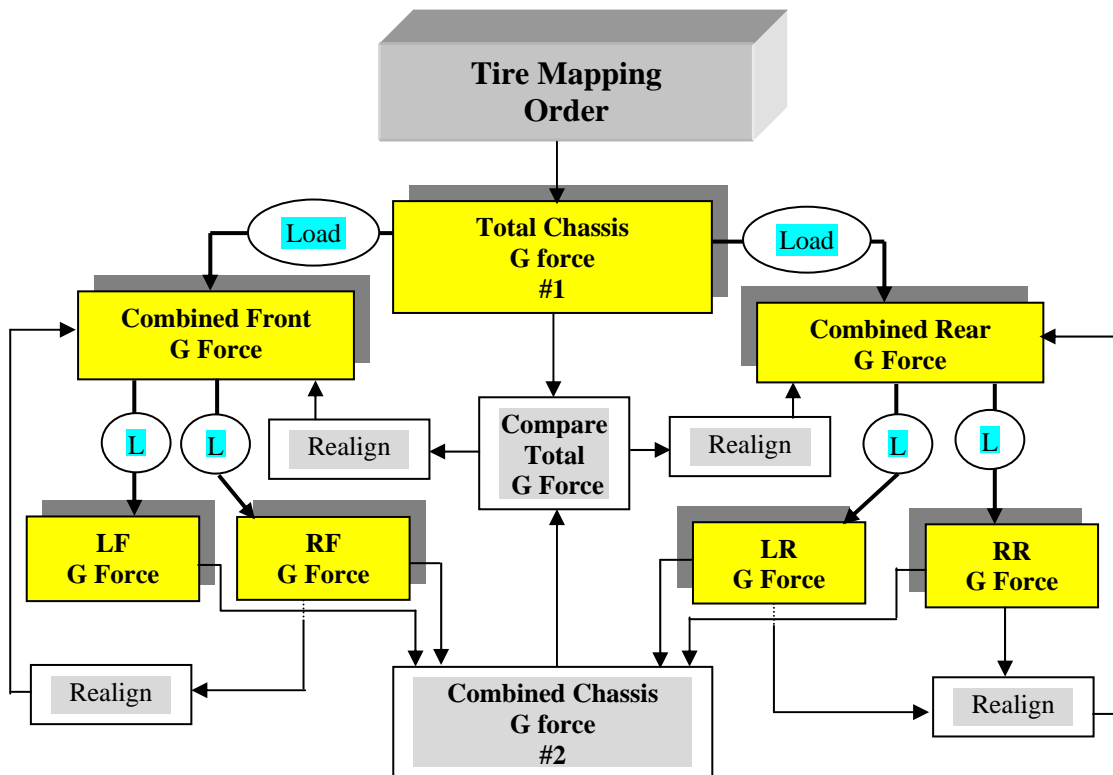 Tire Mapping
Order
Load
Total Chassis
G force
#1
Load
Combined Front
G Force
Combined Rear
G Force
L
L
Realign
Compare
Total
G Force
Realign
L
L
LF
G Force
RF
G Force
LR
G Force
RR
G Force
Realign
Combined Chassis
G force
#2
Realign